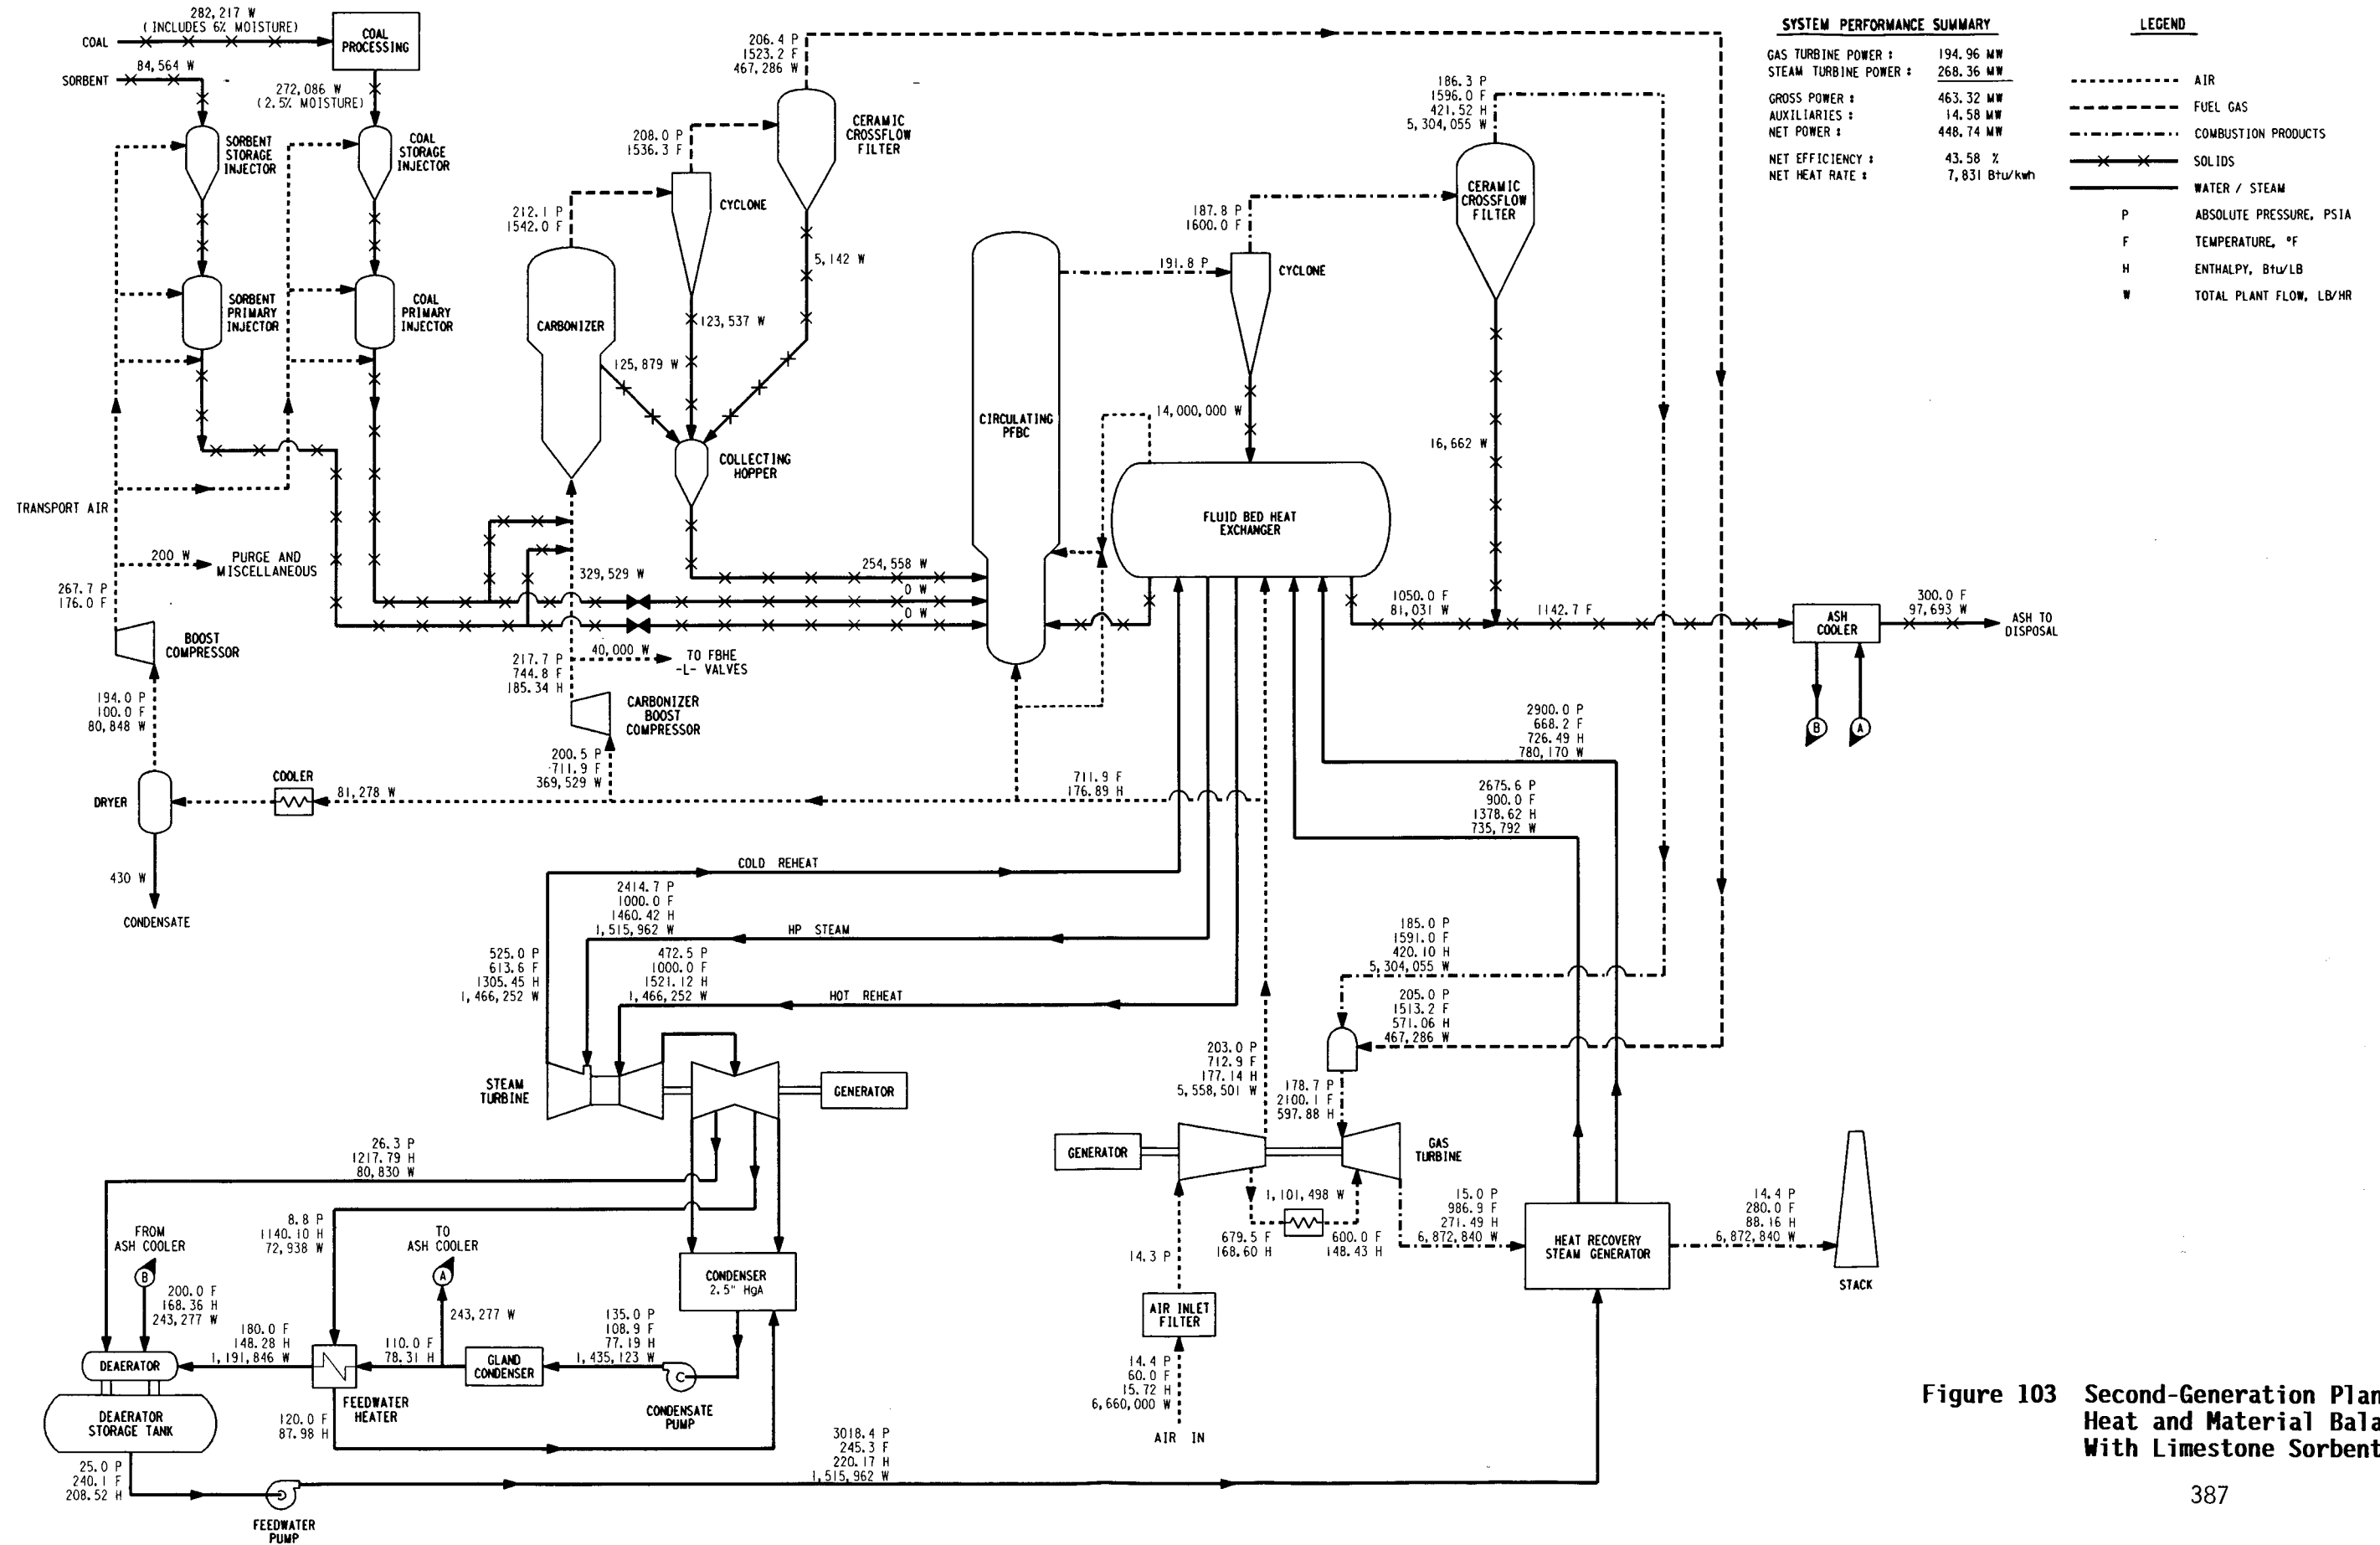 282,217 W
(INCLUDES 6% MOISTURE)
COAL
COAL
PROCESSING
84,564 W
SORBENT
272,086 W
(2.5% MOISTURE)
SORBENT
STORAGE
INJECTOR
COAL
STORAGE
INJECTOR
SORBENT
PRIMARY
INJECTOR
COAL
PRIMARY
INJECTOR
TRANSPORT AIR
200 W
PURGE AND
MISCELLANEOUS
267.7 P
176.0 F
BOOST
COMPRESSOR
194.0 P
100.0 F
80,848 W
DRYER
COOLER
81,278 W
430 W
CONDENSATE
206.4 P
1523.2 F
467,286 W
CERAMIC
CROSSFLOW
FILTER
208.0 P
1536.3 F
CYCLONE
212.1 P
1542.0 F
CARBONIZER
5,142 W
123,537 W
125,879 W
COLLECTING
HOPPER
329,529 W
254,558 W
0 W
0 W
40,000 W
TO FBHE
-L- VALVES
217.7 P
744.8 F
185.34 H
CARBONIZER
BOOST
COMPRESSOR
200.5 P
711.9 F
369,529 W
711.9 F
176.89 H
CIRCULATING
PFBC
191.8 P
187.8 P
1600.0 F
CYCLONE
14,000,000 W
FLUID BED HEAT
EXCHANGER
186.3 P
1596.0 F
421.52 H
5,304,055 W
CERAMIC
CROSSFLOW
FILTER
16,662 W
1050.0 F
81,031 W
1142.7 F
ASH
COOLER
300.0 F
97,693 W
ASH TO
DISPOSAL
B
A
2900.0 P
668.2 F
726.49 H
780,170 W
2675.6 P
900.0 F
1378.62 H
735,792 W
SYSTEM PERFORMANCE SUMMARY
GAS TURBINE POWER : 194.96 MW
STEAM TURBINE POWER : 268.36 MW
GROSS POWER : 463.32 MW
AUXILIARIES : 14.58 MW
NET POWER : 448.74 MW
NET EFFICIENCY : 43.58 %
NET HEAT RATE : 7,831 Btu/kwh
LEGEND
AIR
FUEL GAS
COMBUSTION PRODUCTS
SOLIDS
WATER / STEAM
P ABSOLUTE PRESSURE, PSIA
F TEMPERATURE, °F
H ENTHALPY, Btu/LB
W TOTAL PLANT FLOW, LB/HR
COLD REHEAT
2414.7 P
1000.0 F
1460.42 H
1,515,962 W
HP STEAM
525.0 P
613.6 F
1305.45 H
1,466,252 W
472.5 P
1000.0 F
1521.12 H
1,466,252 W
HOT REHEAT
STEAM
TURBINE
GENERATOR
185.0 P
1591.0 F
420.10 H
5,304,055 W
205.0 P
1513.2 F
571.06 H
467,286 W
203.0 P
712.9 F
177.14 H
5,558,501 W
178.7 P
2100.1 F
597.88 H
GENERATOR
GAS
TURBINE
1,101,498 W
679.5 F
168.60 H
600.0 F
148.43 H
15.0 P
986.9 F
271.49 H
6,872,840 W
HEAT RECOVERY
STEAM GENERATOR
14.4 P
280.0 F
88.16 H
6,872,840 W
STACK
14.3 P
AIR INLET
FILTER
14.4 P
60.0 F
15.72 H
6,660,000 W
AIR IN
26.3 P
1217.79 H
80,830 W
8.8 P
1140.10 H
72,938 W
FROM
ASH COOLER
B
TO
ASH COOLER
A
200.0 F
168.36 H
243,277 W
243,277 W
CONDENSER
2.5" HgA
180.0 F
148.28 H
1,191,846 W
110.0 F
78.31 H
GLAND
CONDENSER
135.0 P
108.9 F
77.19 H
1,435,123 W
C
CONDENSATE
PUMP
DEAERATOR
DEAERATOR
STORAGE TANK
FEEDWATER
HEATER
120.0 F
87.98 H
25.0 P
240.1 F
208.52 H
FEEDWATER
PUMP
3018.4 P
245.3 F
220.17 H
1,515,962 W
Figure 103 Second-Generation Plan
Heat and Material Bala
With Limestone Sorbent
387